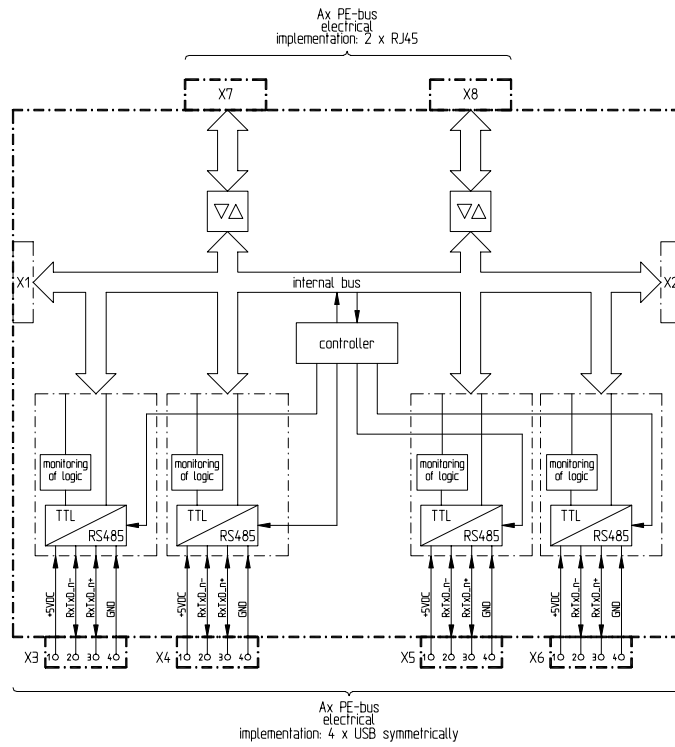 Ax PE-bus
electrical
implementation: 2 x RJ45
X7
X8
X1
X2
internal bus
controller
monitoring
of logic
monitoring
of logic
monitoring
of logic
monitoring
of logic
TTL
RS485
TTL
RS485
TTL
RS485
TTL
RS485
+5VDC
RxTxD_n-
RxTxD_n+
GND
+5VDC
RxTxD_n-
RxTxD_n+
GND
+5VDC
RxTxD_n-
RxTxD_n+
GND
+5VDC
RxTxD_n-
RxTxD_n+
GND
X3 1 2 3 4
X4 1 2 3 4
X5 1 2 3 4
X6 1 2 3 4
Ax PE-bus
electrical
implementation: 4 x USB symmetrically